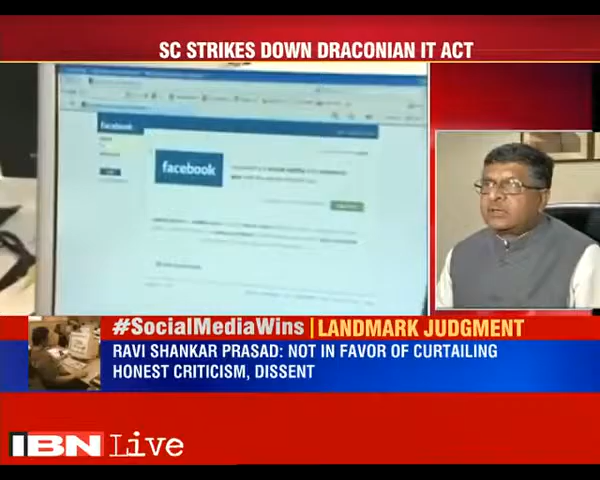 SC STRIKES DOWN DRACONIAN IT ACT
facebook
facebook
#SocialMediaWins | LANDMARK JUDGMENT
RAVI SHANKAR PRASAD: NOT IN FAVOR OF CURTAILING
HONEST CRITICISM, DISSENT
IBN Live